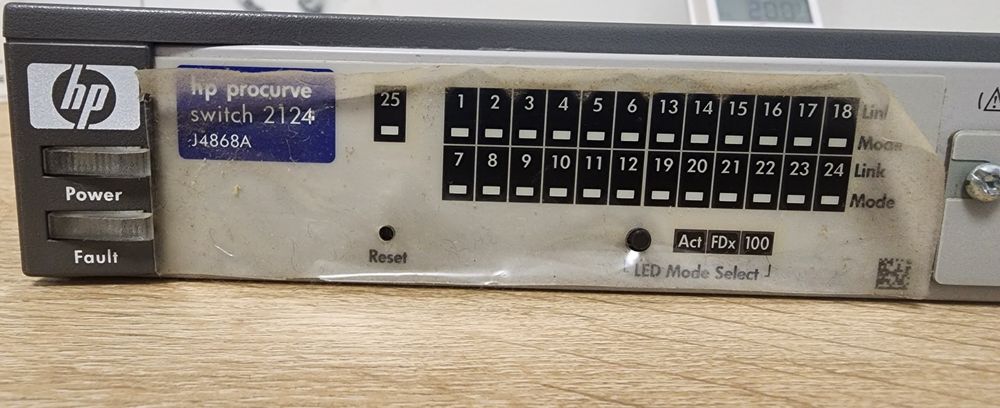 hp
hp procurve
switch 2124
J4868A
Power
Fault
25
1 2 3 4 5 6 13 14 15 16 17 18 Link
Mode
7 8 9 10 11 12 19 20 21 22 23 24 Link
Mode
Reset
Act FDx 100
LED Mode Select